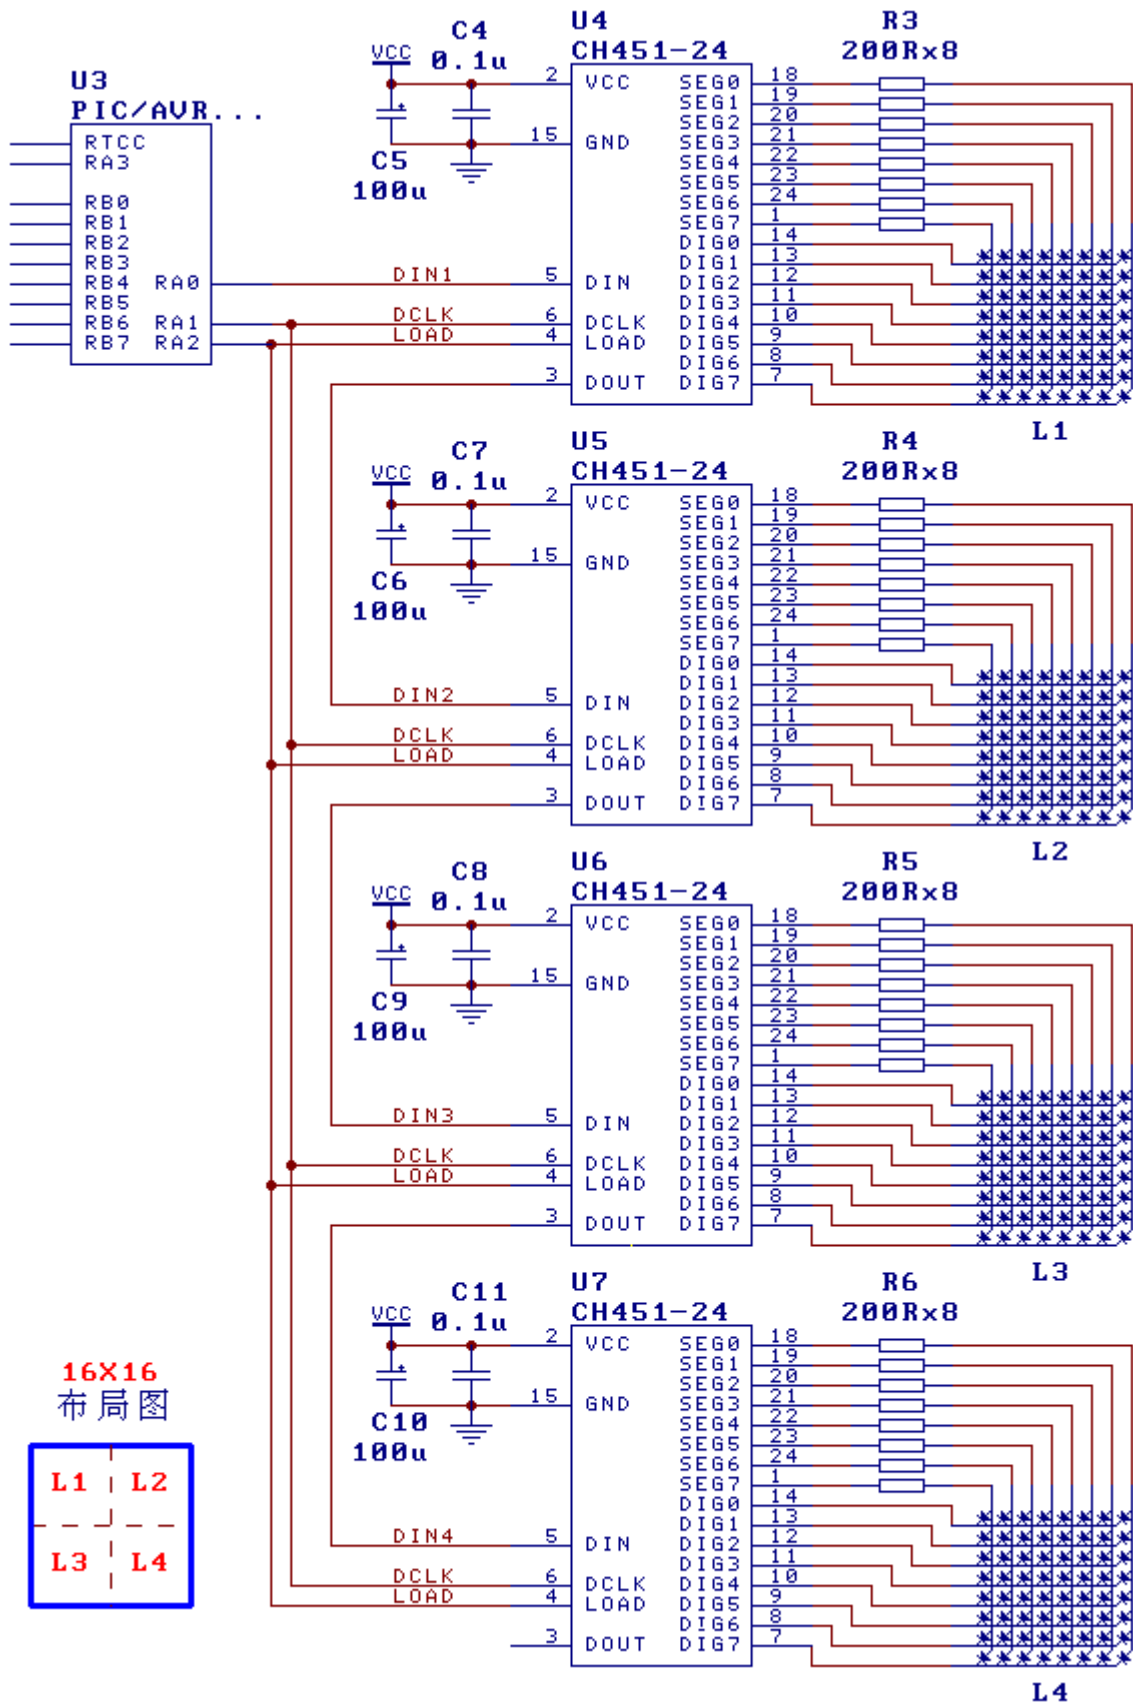 U3
PIC/AVR...
RTCC
RA3
RB0
RB1
RB2
RB3
RB4 RA0
RB5
RB6 RA1
RB7 RA2
C4
0.1u
VCC
C5
100u
DIN1
DCLK
LOAD
U4
CH451-24
2 VCC SEG0 18
SEG1 19
SEG2 20
15 GND SEG3 21
SEG4 22
SEG5 23
SEG6 24
SEG7 1
DIG0 14
DIG1 13
5 DIN DIG2 12
DIG3 11
6 DCLK DIG4 10
4 LOAD DIG5 9
DIG6 8
3 DOUT DIG7 7
R3
200Rx8
L1
C7
0.1u
VCC
C6
100u
DIN2
DCLK
LOAD
U5
CH451-24
2 VCC SEG0 18
SEG1 19
SEG2 20
15 GND SEG3 21
SEG4 22
SEG5 23
SEG6 24
SEG7 1
DIG0 14
DIG1 13
5 DIN DIG2 12
DIG3 11
6 DCLK DIG4 10
4 LOAD DIG5 9
DIG6 8
3 DOUT DIG7 7
R4
200Rx8
L2
C8
0.1u
VCC
C9
100u
DIN3
DCLK
LOAD
U6
CH451-24
2 VCC SEG0 18
SEG1 19
SEG2 20
15 GND SEG3 21
SEG4 22
SEG5 23
SEG6 24
SEG7 1
DIG0 14
DIG1 13
5 DIN DIG2 12
DIG3 11
6 DCLK DIG4 10
4 LOAD DIG5 9
DIG6 8
3 DOUT DIG7 7
R5
200Rx8
L3
C11
0.1u
VCC
C10
100u
DIN4
DCLK
LOAD
U7
CH451-24
2 VCC SEG0 18
SEG1 19
SEG2 20
15 GND SEG3 21
SEG4 22
SEG5 23
SEG6 24
SEG7 1
DIG0 14
DIG1 13
5 DIN DIG2 12
DIG3 11
6 DCLK DIG4 10
4 LOAD DIG5 9
DIG6 8
3 DOUT DIG7 7
R6
200Rx8
L4
16X16
布局图
L1 L2
L3 L4